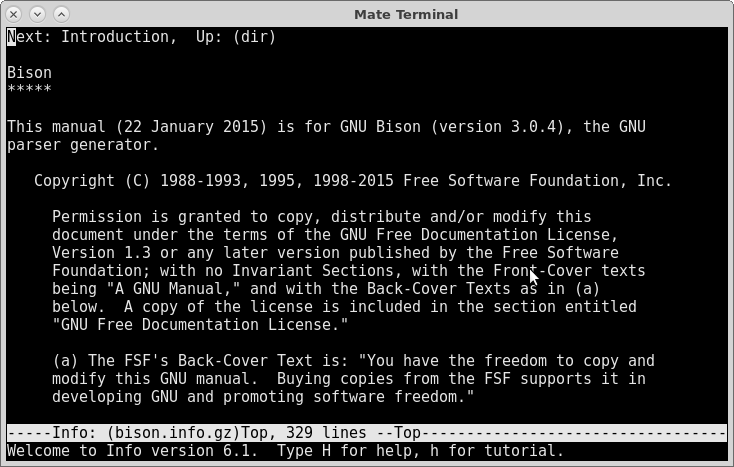 Mate Terminal
Next: Introduction,  Up: (dir)
Bison
*****
This manual (22 January 2015) is for GNU Bison (version 3.0.4), the GNU
parser generator.
Copyright (C) 1988-1993, 1995, 1998-2015 Free Software Foundation, Inc.
Permission is granted to copy, distribute and/or modify this
document under the terms of the GNU Free Documentation License,
Version 1.3 or any later version published by the Free Software
Foundation; with no Invariant Sections, with the Front-Cover texts
being "A GNU Manual," and with the Back-Cover Texts as in (a)
below.  A copy of the license is included in the section entitled
"GNU Free Documentation License."
(a) The FSF's Back-Cover Text is: "You have the freedom to copy and
modify this GNU manual.  Buying copies from the FSF supports it in
developing GNU and promoting software freedom."
-----Info: (bison.info.gz)Top, 329 lines --Top----------------------------------
Welcome to Info version 6.1.  Type H for help, h for tutorial.